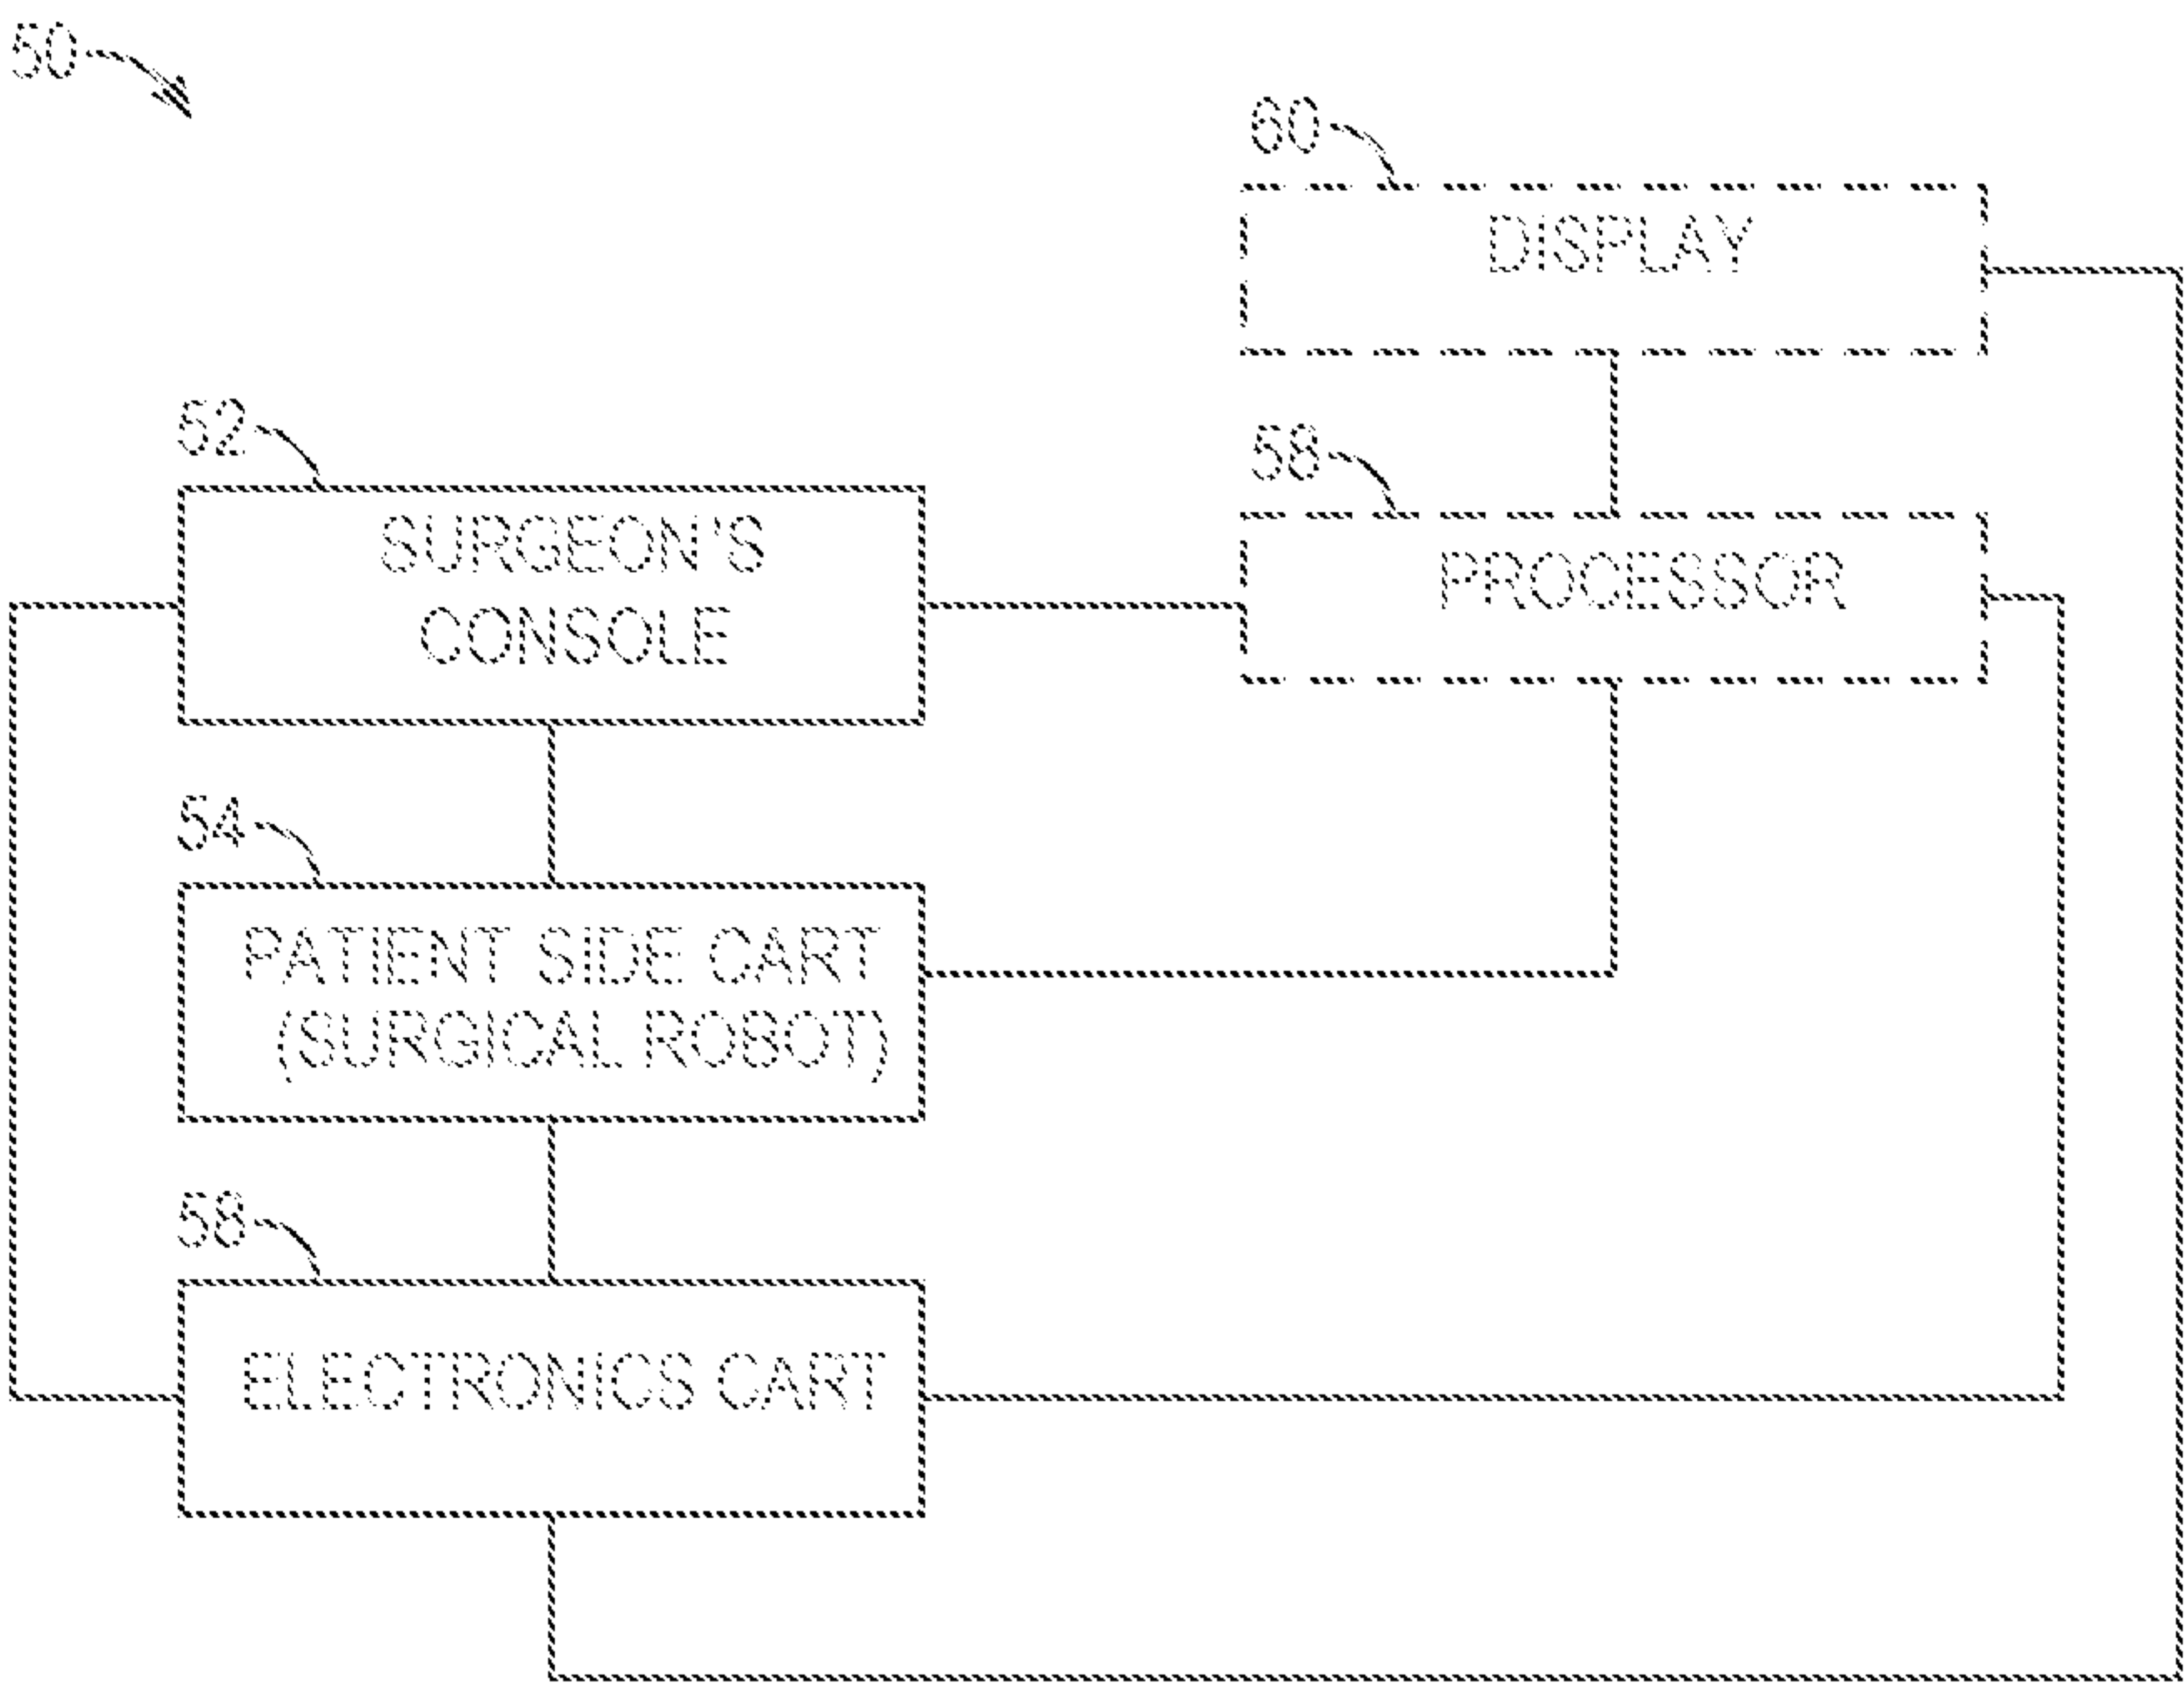 50
60
DISPLAY
52
58
SURGEON'S
CONSOLE
PROCESSOR
54
PATIENT SIDE CART
(SURGICAL ROBOT)
58
ELECTRONICS CART